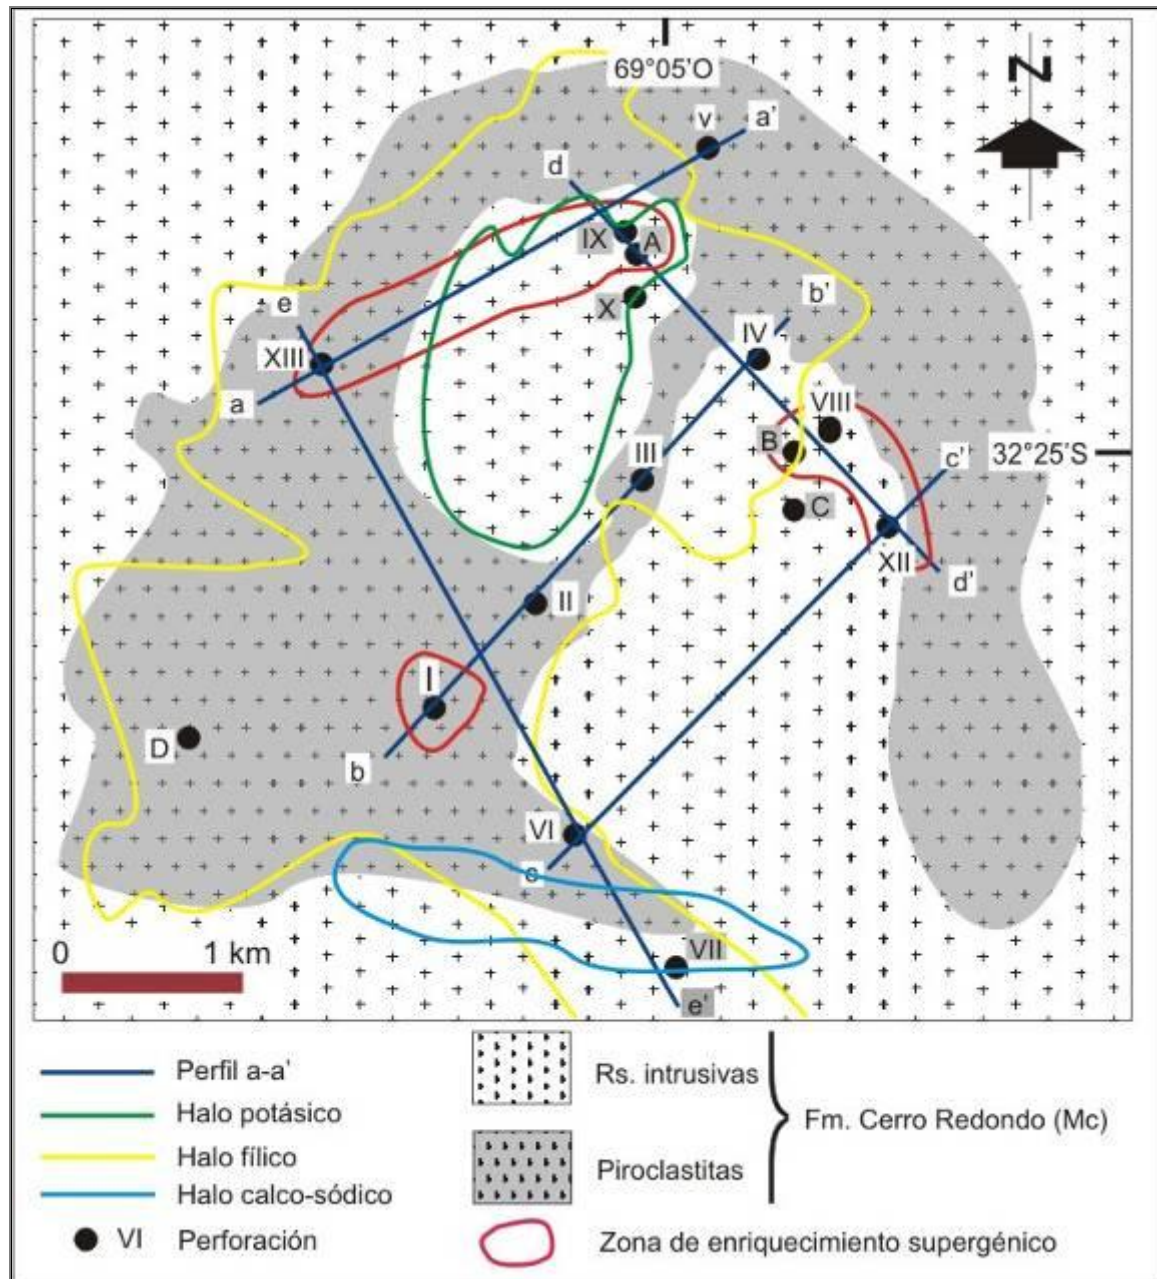 69°05'O
N
v
a'
d
IX
A
e
X
b'
XIII
IV
a
VIII
B
III
c'
32°25'S
C
XII
d'
II
I
D
b
VI
c
0 1 km
VII
e'
Perfil a-a'
Halo potásico
Halo fílico
Halo calco-sódico
VI Perforación
Rs. intrusivas
Piroclastitas
Fm. Cerro Redondo (Mc)
Zona de enriquecimiento supergénico